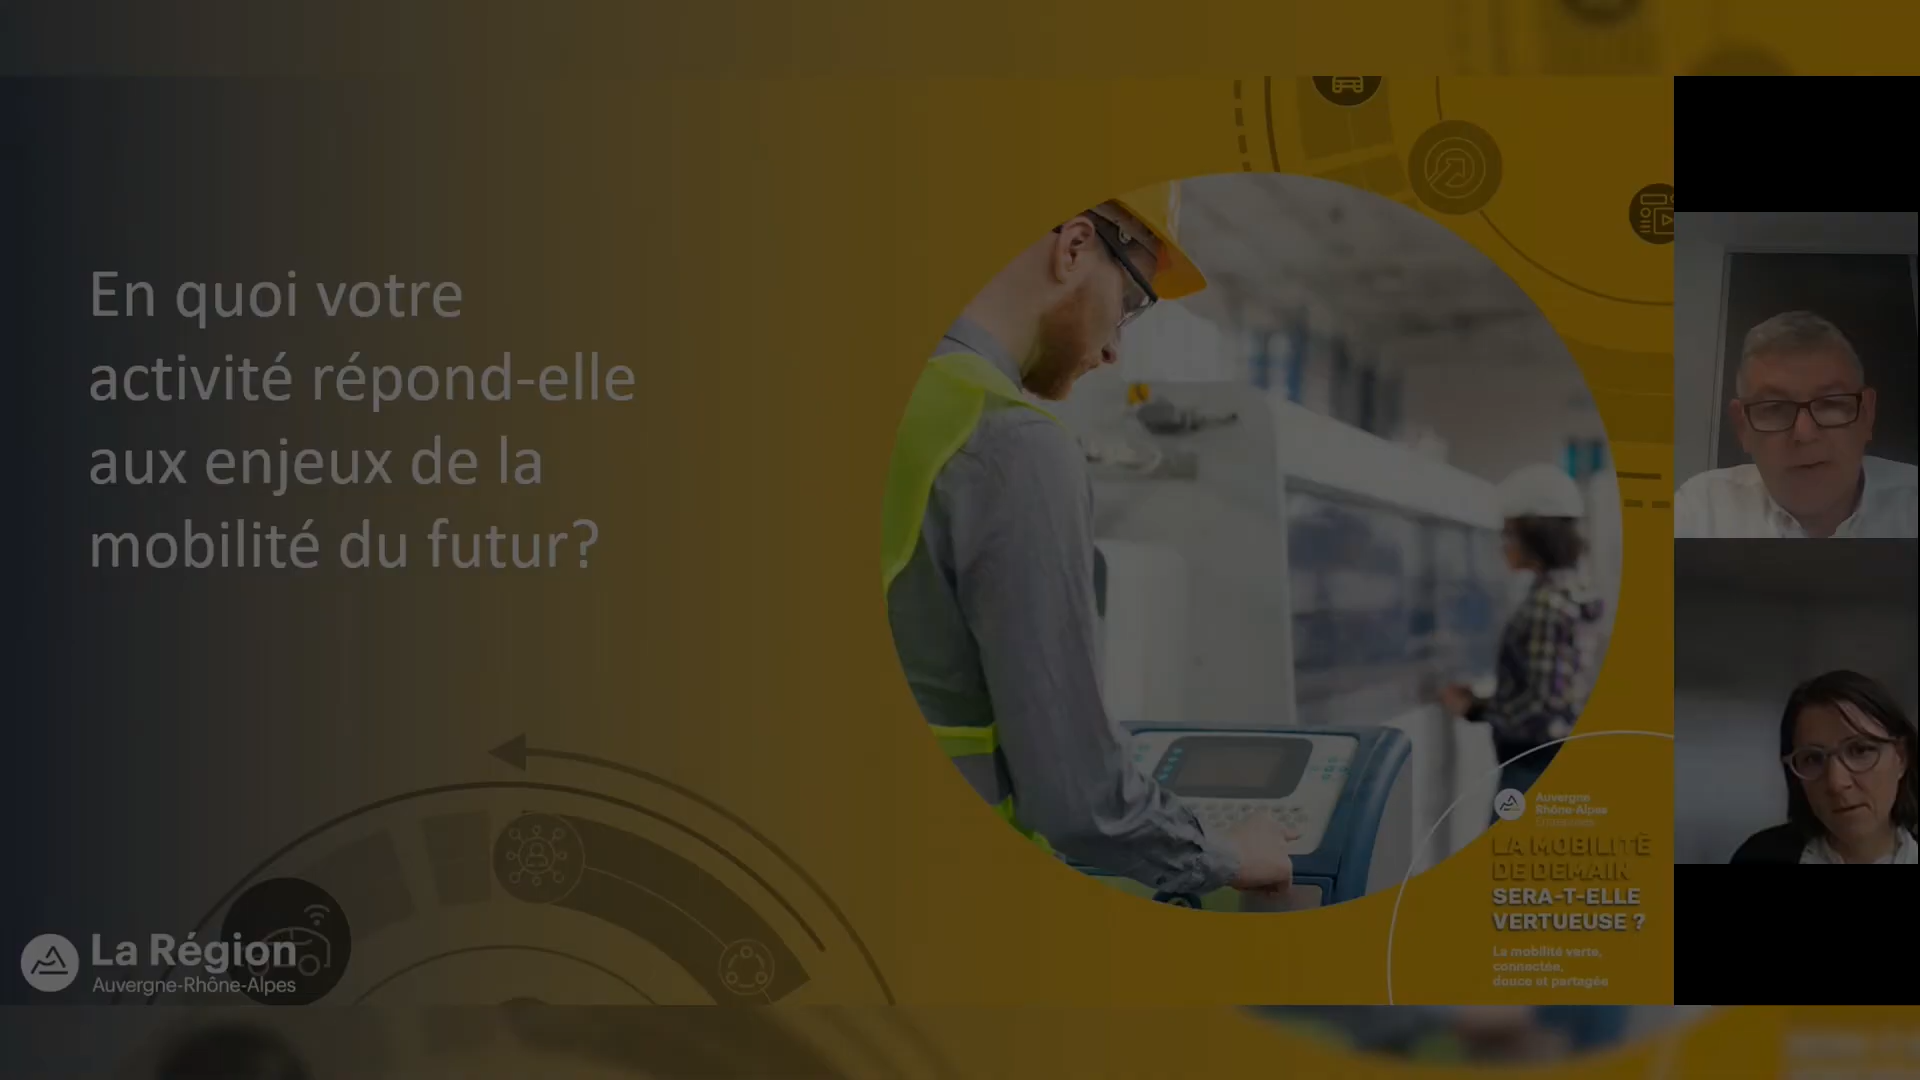 En quoi votre
activité répond-elle
aux enjeux de la
mobilité du futur?
La Région
Auvergne-Rhône-Alpes
Auvergne
Rhône-Alpes
LA MOBILITÉ
DE DEMAIN
SERA-T-ELLE
VERTUEUSE ?
La mobilité verte,
connectée,
douce et partagée